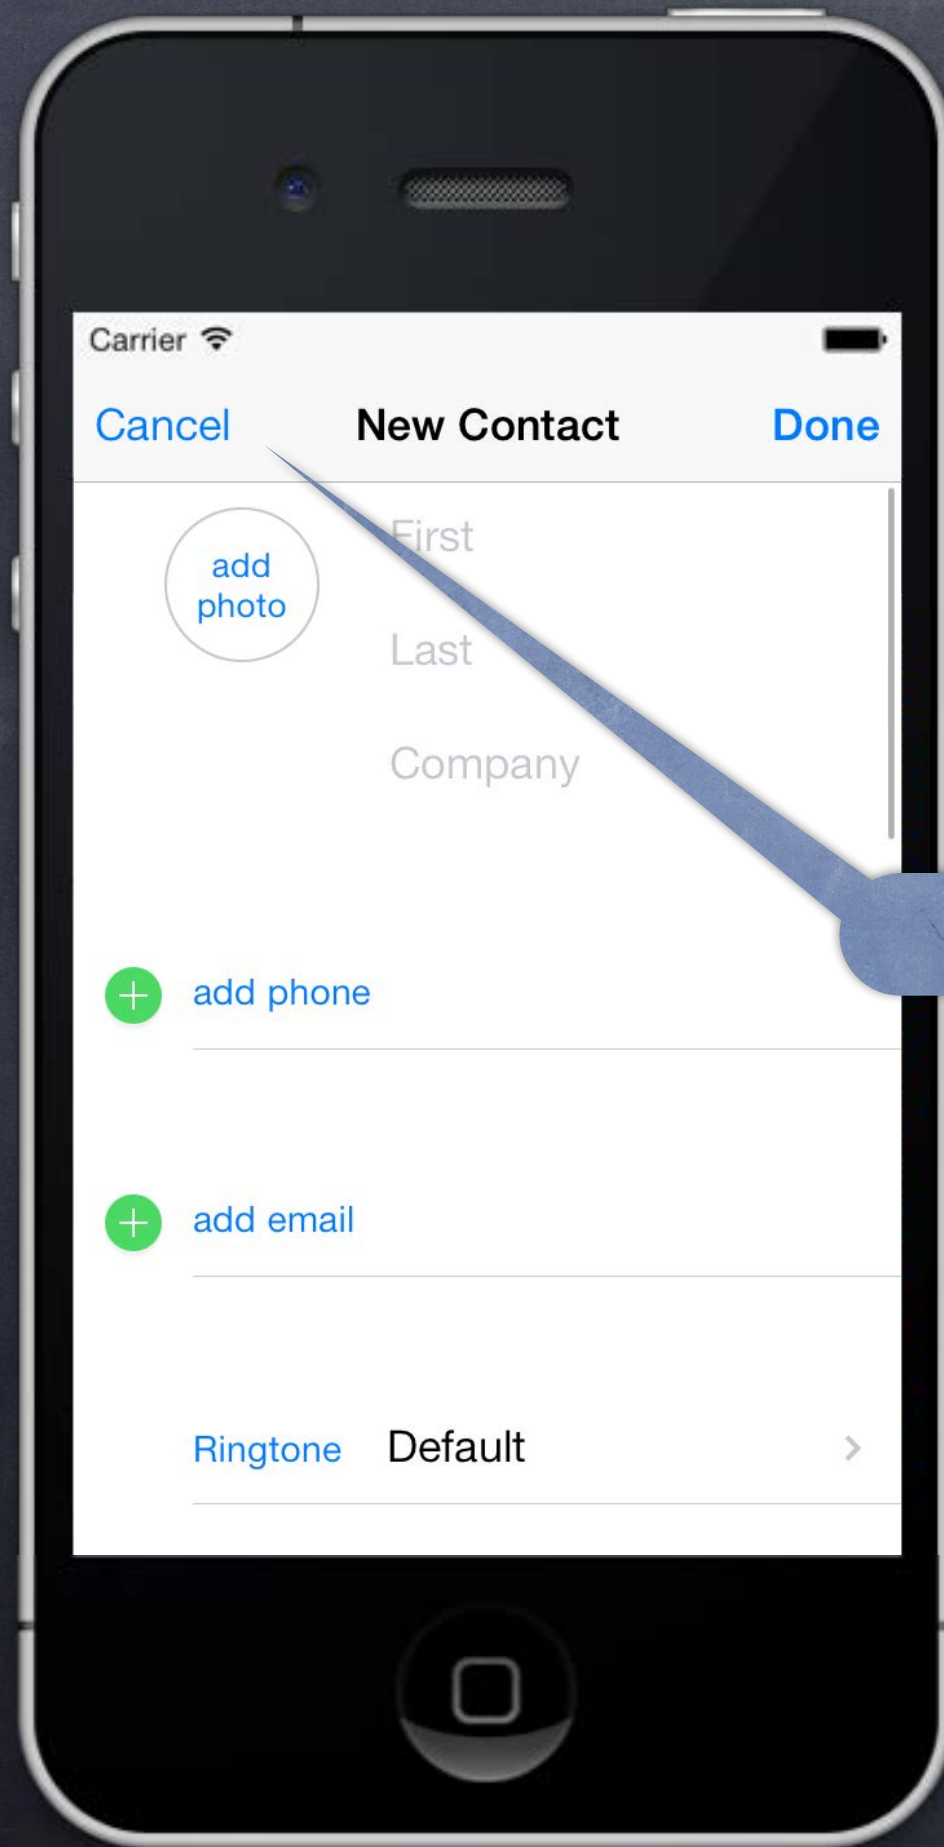 Carrier
Cancel New Contact Done
add
photo
First
Last
Company
add phone
add email
Ringtone Default